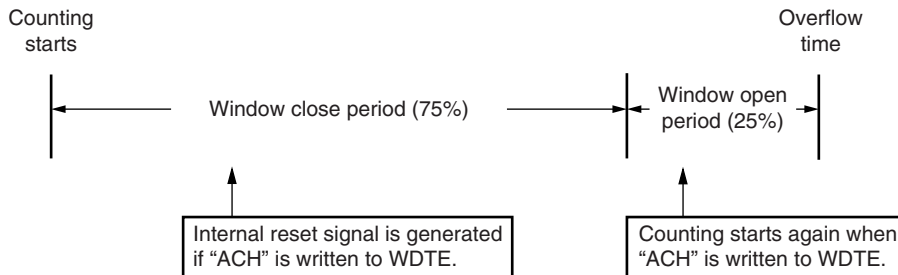 Counting
starts
Overflow
time
Window close period (75%)
Window open
period (25%)
Internal reset signal is generated
if “ACH” is written to WDTE.
Counting starts again when
“ACH” is written to WDTE.